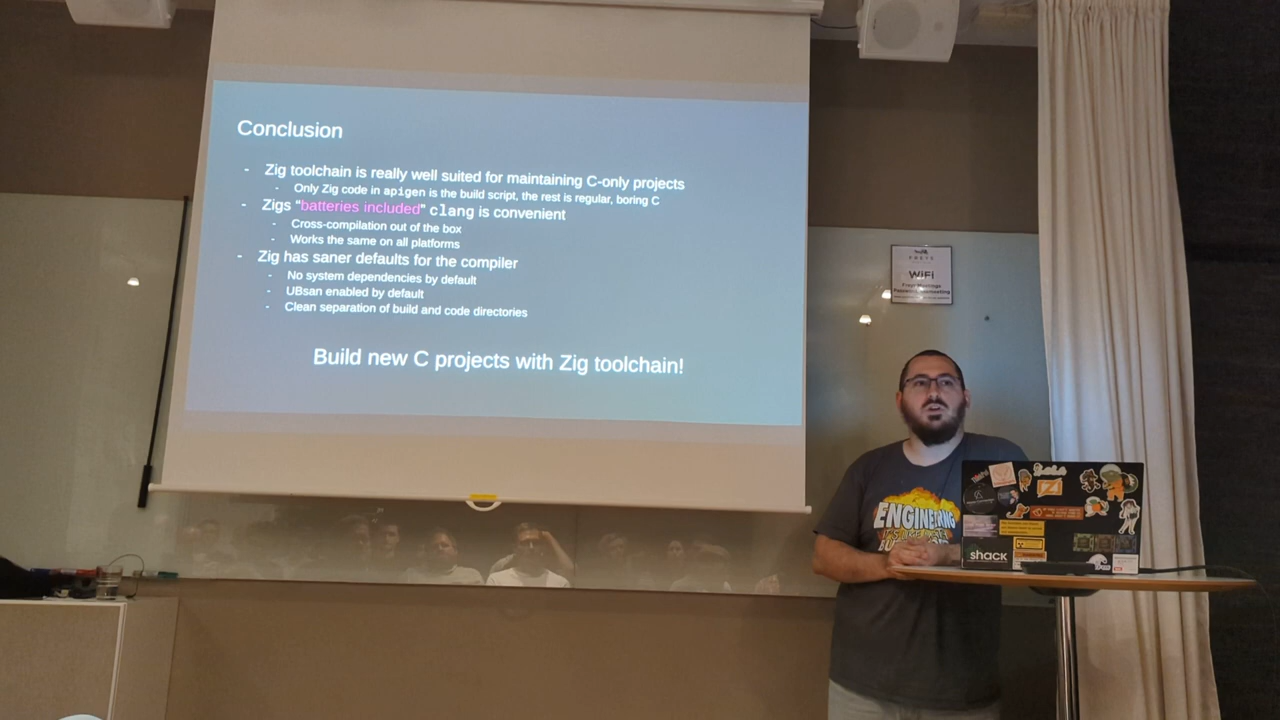 Conclusion
- Zig toolchain is really well suited for maintaining C-only projects
- Only Zig code in apigen is the build script, the rest is regular, boring C
- Zigs "batteries included" clang is convenient
- Cross-compilation out of the box
- Works the same on all platforms
- Zig has saner defaults for the compiler
- No system dependencies by default
- UBsan enabled by default
- Clean separation of build and code directories
Build new C projects with Zig toolchain!
WiFi
ENGINEERING
shack